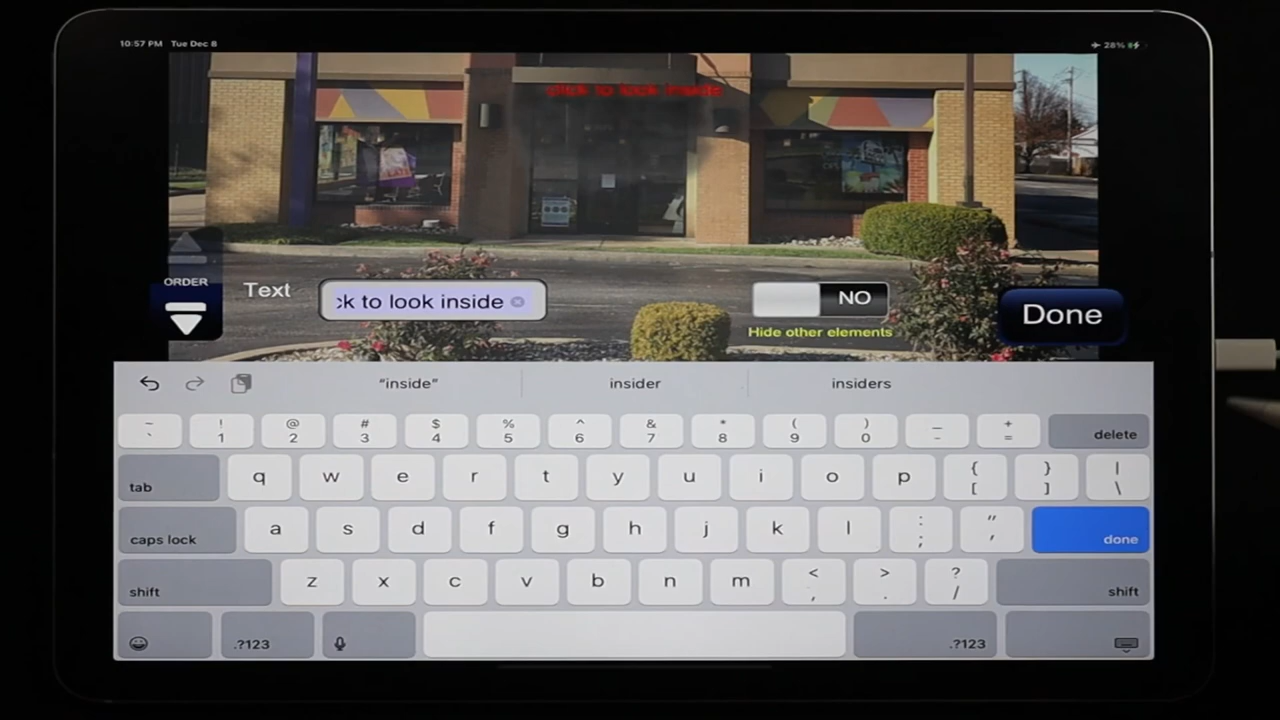 10:57 PM Tue Dec 8
28%
click to look inside
ORDER
Text
:k to look inside
NO
Hide other elements
Done
“inside”
insider
insiders
~ ! @ # $ % ^ & * ( ) _ +
` 1 2 3 4 5 6 7 8 9 0 - = delete
tab q w e r t y u i o p { [ } ] | \
caps lock a s d f g h j k l : ; " ' done
shift z x c v b n m < , > . ? / shift
.?123 .?123